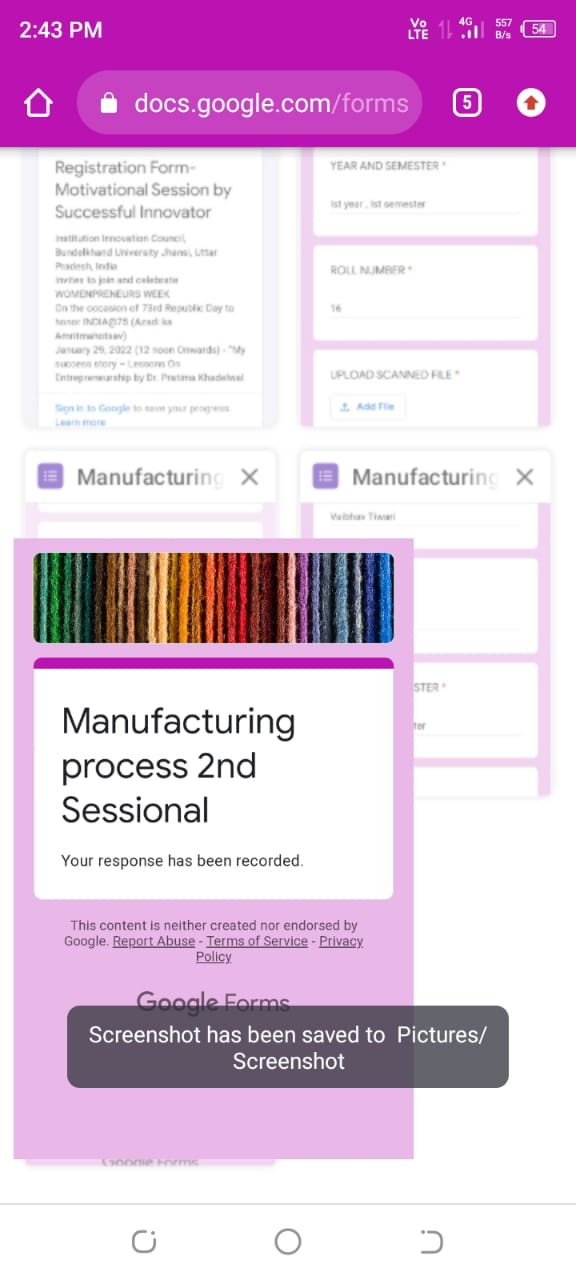 2:43 PM
Vo LTE 4G 557 B/s 54
docs.google.com/forms
5
Registration Form-
Motivational Session by
Successful Innovator
Institution Innovation Council,
Bundelkhand University Jhansi, Uttar
Pradesh, India
invites to join and celebrate
WOMENPRENEURS WEEK
On the occasion of 73rd Republic Day to
honor INDIA@75 (Azadi ka
Amritmahotsav)
January 29, 2022 (12 noon Onwards) - "My
success story - Lessons On
Entrepreneurship by Dr. Pratima Khadelwal
Sign in to Google to save your progress.
Learn more
YEAR AND SEMESTER *
Ist year , Ist semester
ROLL NUMBER *
16
UPLOAD SCANNED FILE *
Add File
Manufacturing
Manufacturing
Vaibhav Tiwari
STER *
ter
Manufacturing
process 2nd
Sessional
Your response has been recorded.
This content is neither created nor endorsed by
Google. Report Abuse - Terms of Service - Privacy
Policy
Google Forms
Screenshot has been saved to Pictures/
Screenshot
Google Forms